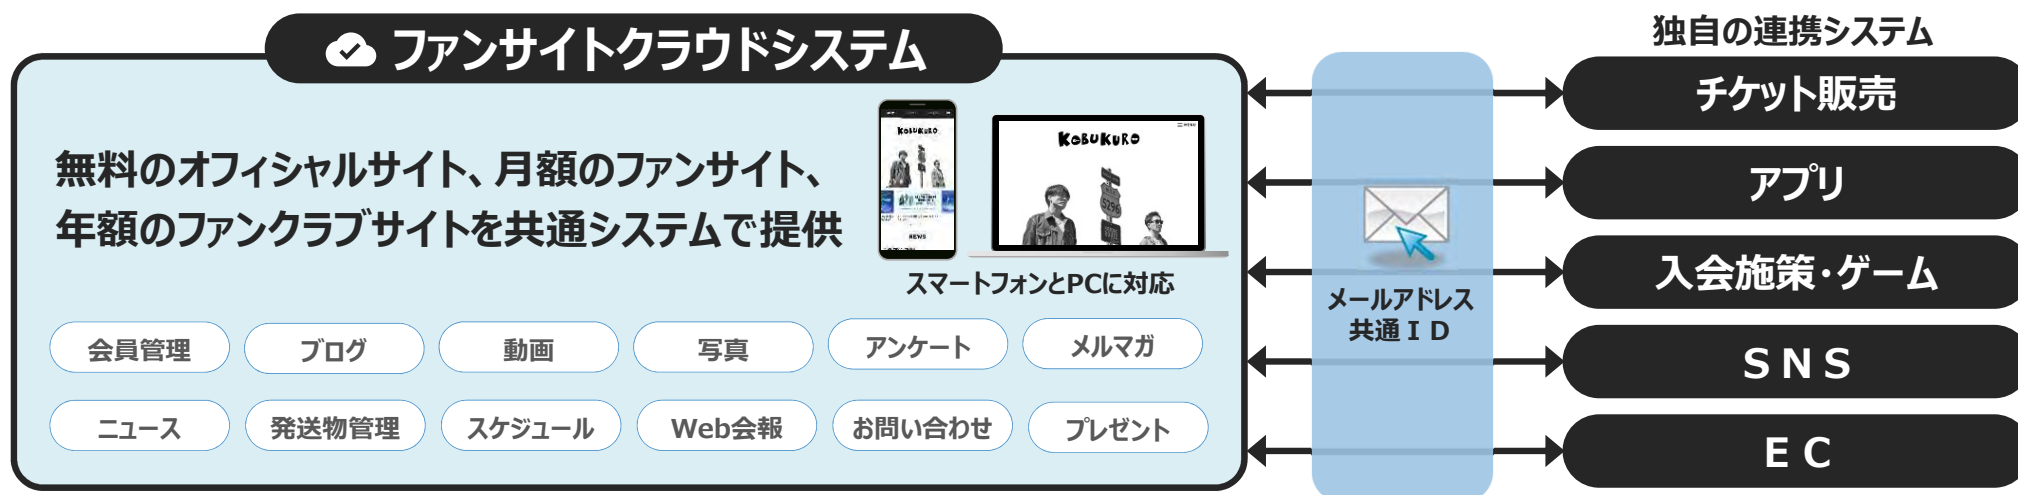 ファンサイトクラウドシステム
無料のオフィシャルサイト、月額のファンサイト、
年額のファンクラブサイトを共通システムで提供
KOBUKURO
NEWS
KOBUKURO
MENU
5296
スマートフォンとPCに対応
会員管理
ブログ
動画
写真
アンケート
メルマガ
ニュース
発送物管理
スケジュール
Web会報
お問い合わせ
プレゼント
メールアドレス
共通ＩＤ
独自の連携システム
チケット販売
アプリ
入会施策・ゲーム
ＳＮＳ
ＥＣ